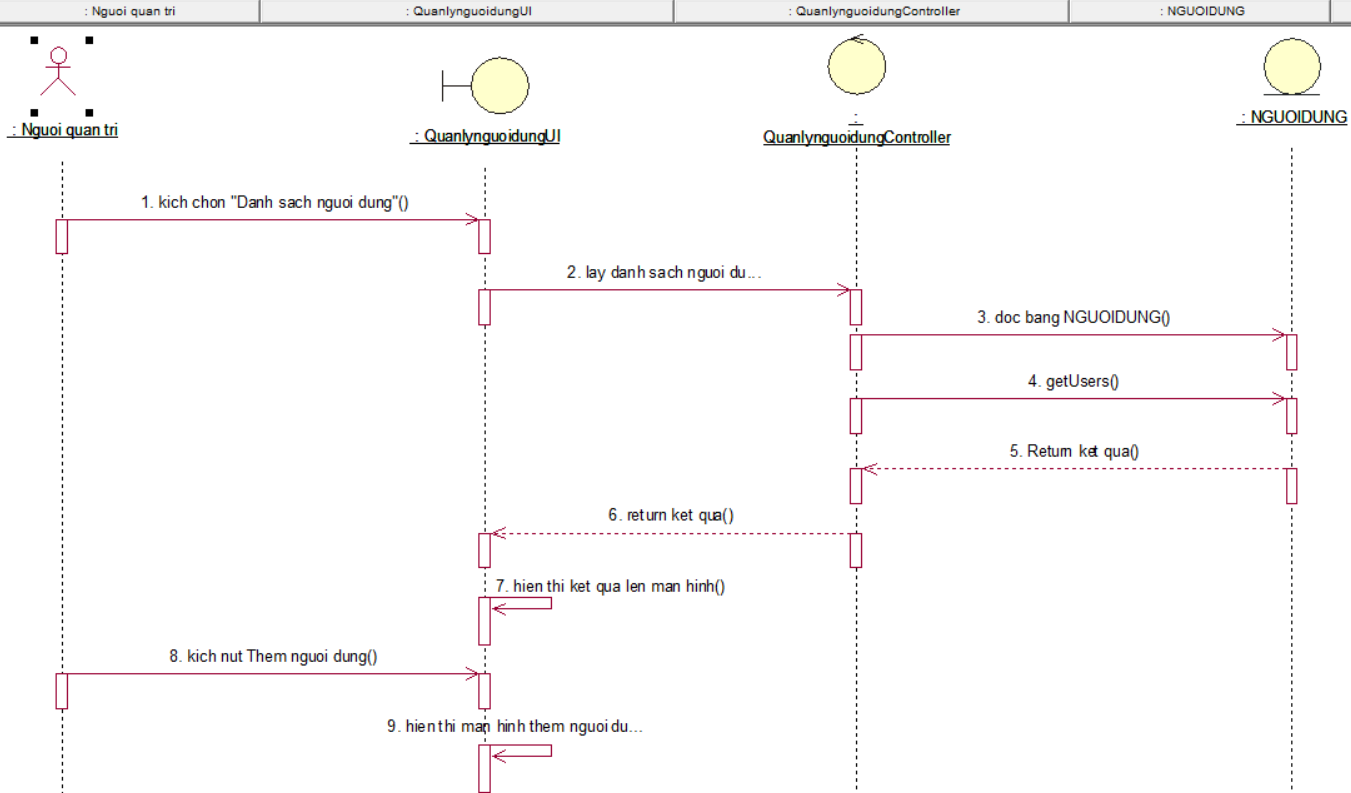 : Nguoi quan tri
: QuanlynguoidungUI
: QuanlynguoidungController
: NGUOIDUNG
: Nguoi quan tri
: QuanlynguoidungUI
:
QuanlynguoidungController
: NGUOIDUNG
1. kich chon "Danh sach nguoi dung"()
2. lay danh sach nguoi du...
3. doc bang NGUOIDUNG()
4. getUsers()
5. Return ket qua()
6. return ket qua()
7. hien thi ket qua len man hinh()
8. kich nut Them nguoi dung()
9. hien thi man hinh them nguoi du...